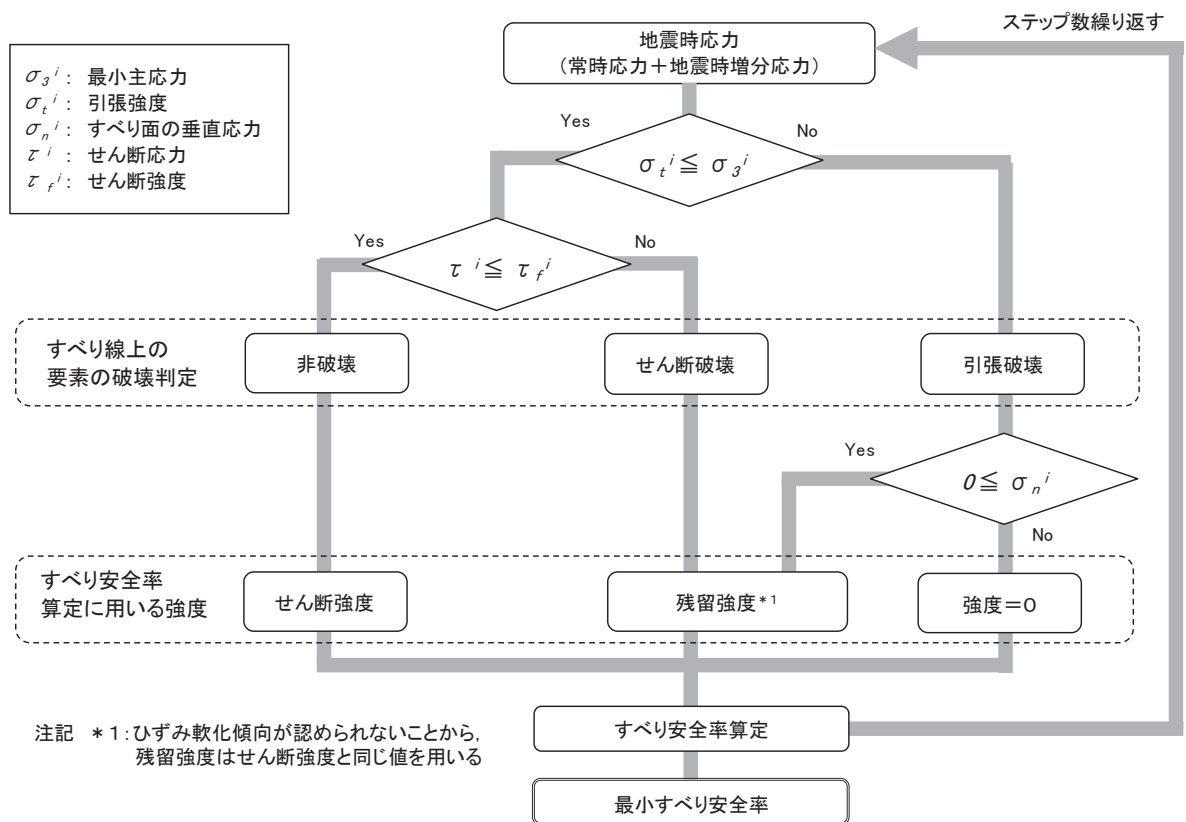 ステップ数繰り返す
地震時応力
(常時応力+地震時増分応力)
σ₃ⁱ: 最小主応力
σₜⁱ: 引張強度
σₙⁱ: すべり面の垂直応力
τⁱ: せん断応力
τ_fⁱ: せん断強度
Yes
No
σₜⁱ≦ σ₃ⁱ
Yes
No
τⁱ≦ τ_fⁱ
すべり線上の
要素の破壊判定
非破壊
せん断破壊
引張破壊
Yes
0≦ σₙⁱ
No
すべり安全率
算定に用いる強度
せん断強度
残留強度*1
強度=0
注記 *1:ひずみ軟化傾向が認められないことから,
残留強度はせん断強度と同じ値を用いる
すべり安全率算定
最小すべり安全率